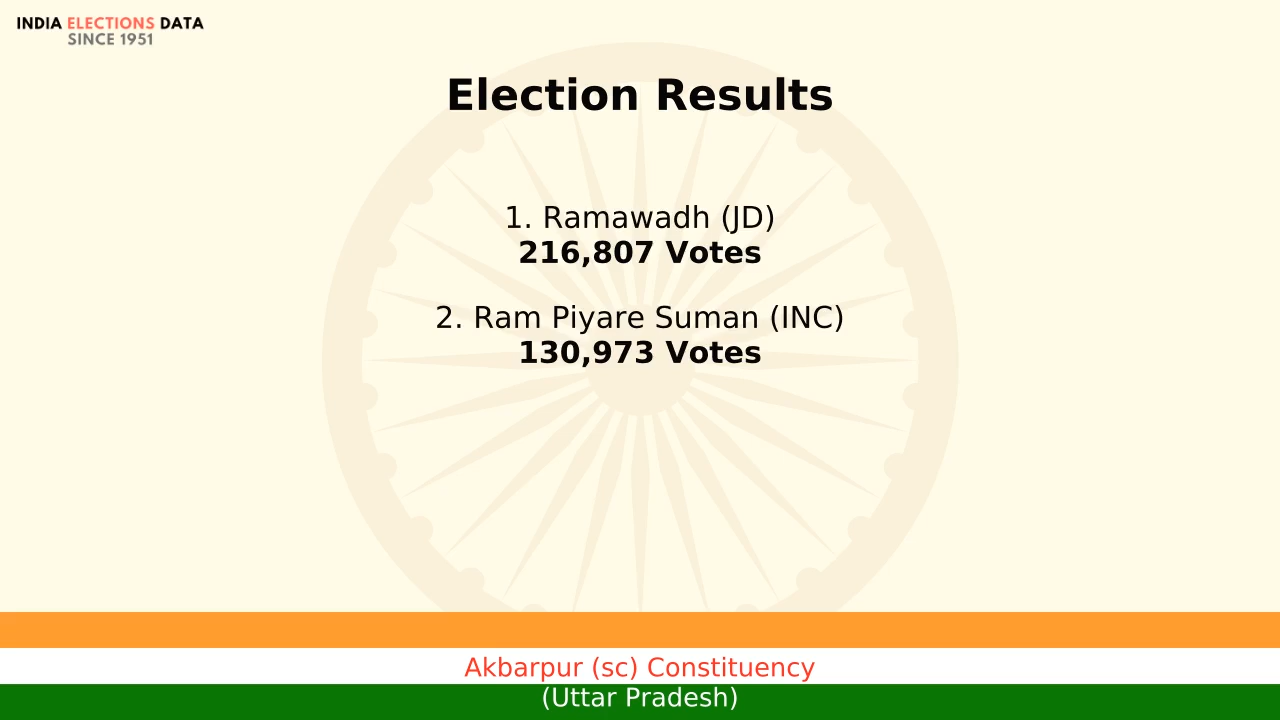 INDIA ELECTIONS DATA
SINCE 1951
Election Results
1. Ramawadh (JD)
216,807 Votes
2. Ram Piyare Suman (INC)
130,973 Votes
Akbarpur (sc) Constituency
(Uttar Pradesh)